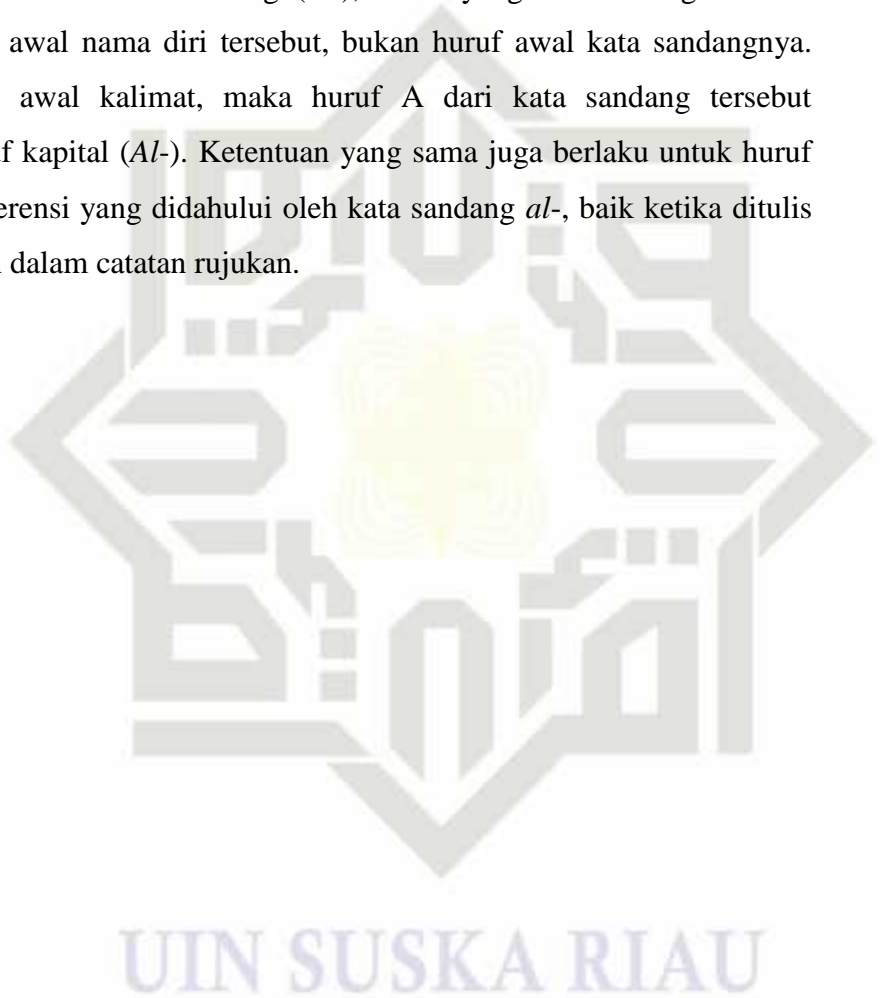 awal nama diri tersebut, bukan huruf awal kata sandangnya.
awal kalimat, maka huruf A dari kata sandang tersebut
kapital (Al-). Ketentuan yang sama juga berlaku untuk huruf
yang didahului oleh kata sandang al-, baik ketika ditulis
dalam catatan rujukan.
UIN SUSKA RIAU